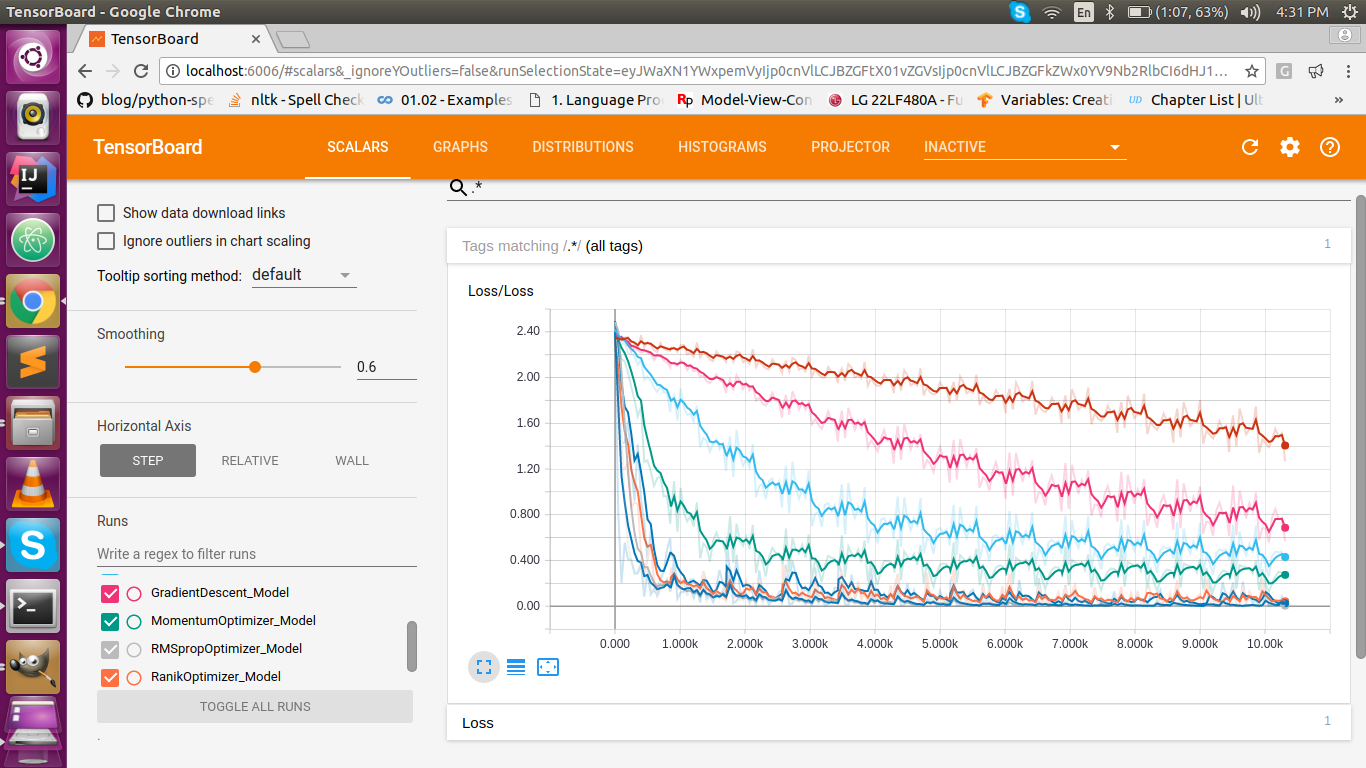 TensorBoard - Google Chrome
En (1:07, 63%) 4:31 PM
TensorBoard
localhost:6006/#scalars&_ignoreYOutliers=false&runSelectionState=eyJWaXN1YWxpemVyIjp0cnVlLCJBZGFtX01vZGVsIjp0cnVlLCJBZGFkZWx0YV9Nb2RlbCI6dHJ1...
blog/python-spe nltk - Spell Check 01.02 - Examples 1. Language Pro Rp Model-View-Con LG 22LF480A - Fu Variables: Creati UD Chapter List | Ult »
TensorBoard SCALARS GRAPHS DISTRIBUTIONS HISTOGRAMS PROJECTOR INACTIVE
.*
Show data download links
Ignore outliers in chart scaling
Tooltip sorting method: default
Smoothing
0.6
Horizontal Axis
STEP RELATIVE WALL
Runs
Write a regex to filter runs
GradientDescent_Model
MomentumOptimizer_Model
RMSpropOptimizer_Model
RanikOptimizer_Model
TOGGLE ALL RUNS
.
Tags matching /.*/ (all tags) 1
Loss/Loss
2.40
2.00
1.60
1.20
0.800
0.400
0.00
0.000 1.000k 2.000k 3.000k 4.000k 5.000k 6.000k 7.000k 8.000k 9.000k 10.00k
Loss 1